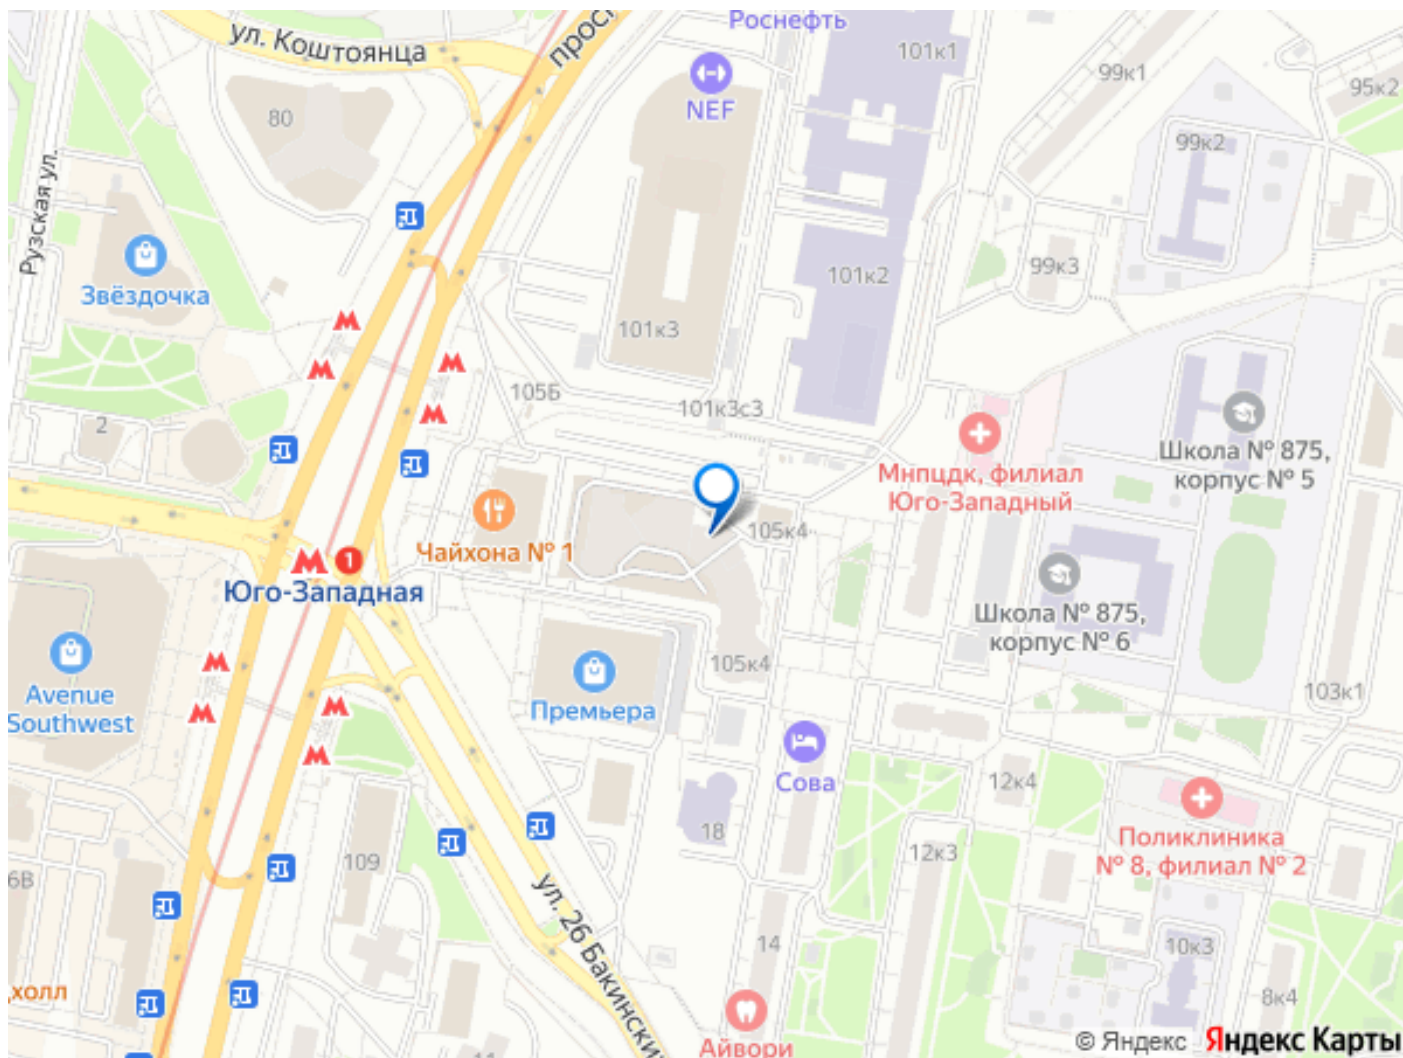 Роснефть
ул. Коштоянца
просп
101к1
99к1
95к2
NEF
80
99к2
Рузская ул.
99к3
101к2
Звёздочка
101к3
105Б
101к3с3
2
Школа № 875,
корпус № 5
Мнпцдк, филиал
Юго-Западный
105к4
Чайхона № 1
1
Юго-Западная
Школа № 875,
корпус № 6
105к4
103к1
Avenue
Southwest
Премьера
Сова
12к4
18
Поликлиника
№ 8, филиал № 2
12к3
109
6В
ул. 26 Бакинских
14
10к3
холл
8к4
Айвори
© Яндекс Яндекс Карты